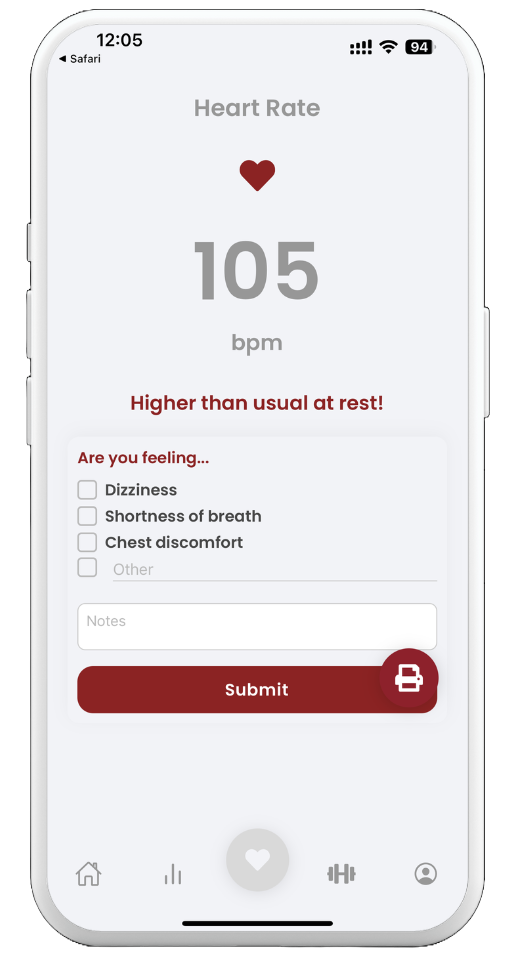 12:05
94
◀ Safari
Heart Rate
105
bpm
Higher than usual at rest!
Are you feeling...
Dizziness
Shortness of breath
Chest discomfort
Other
Notes
Submit